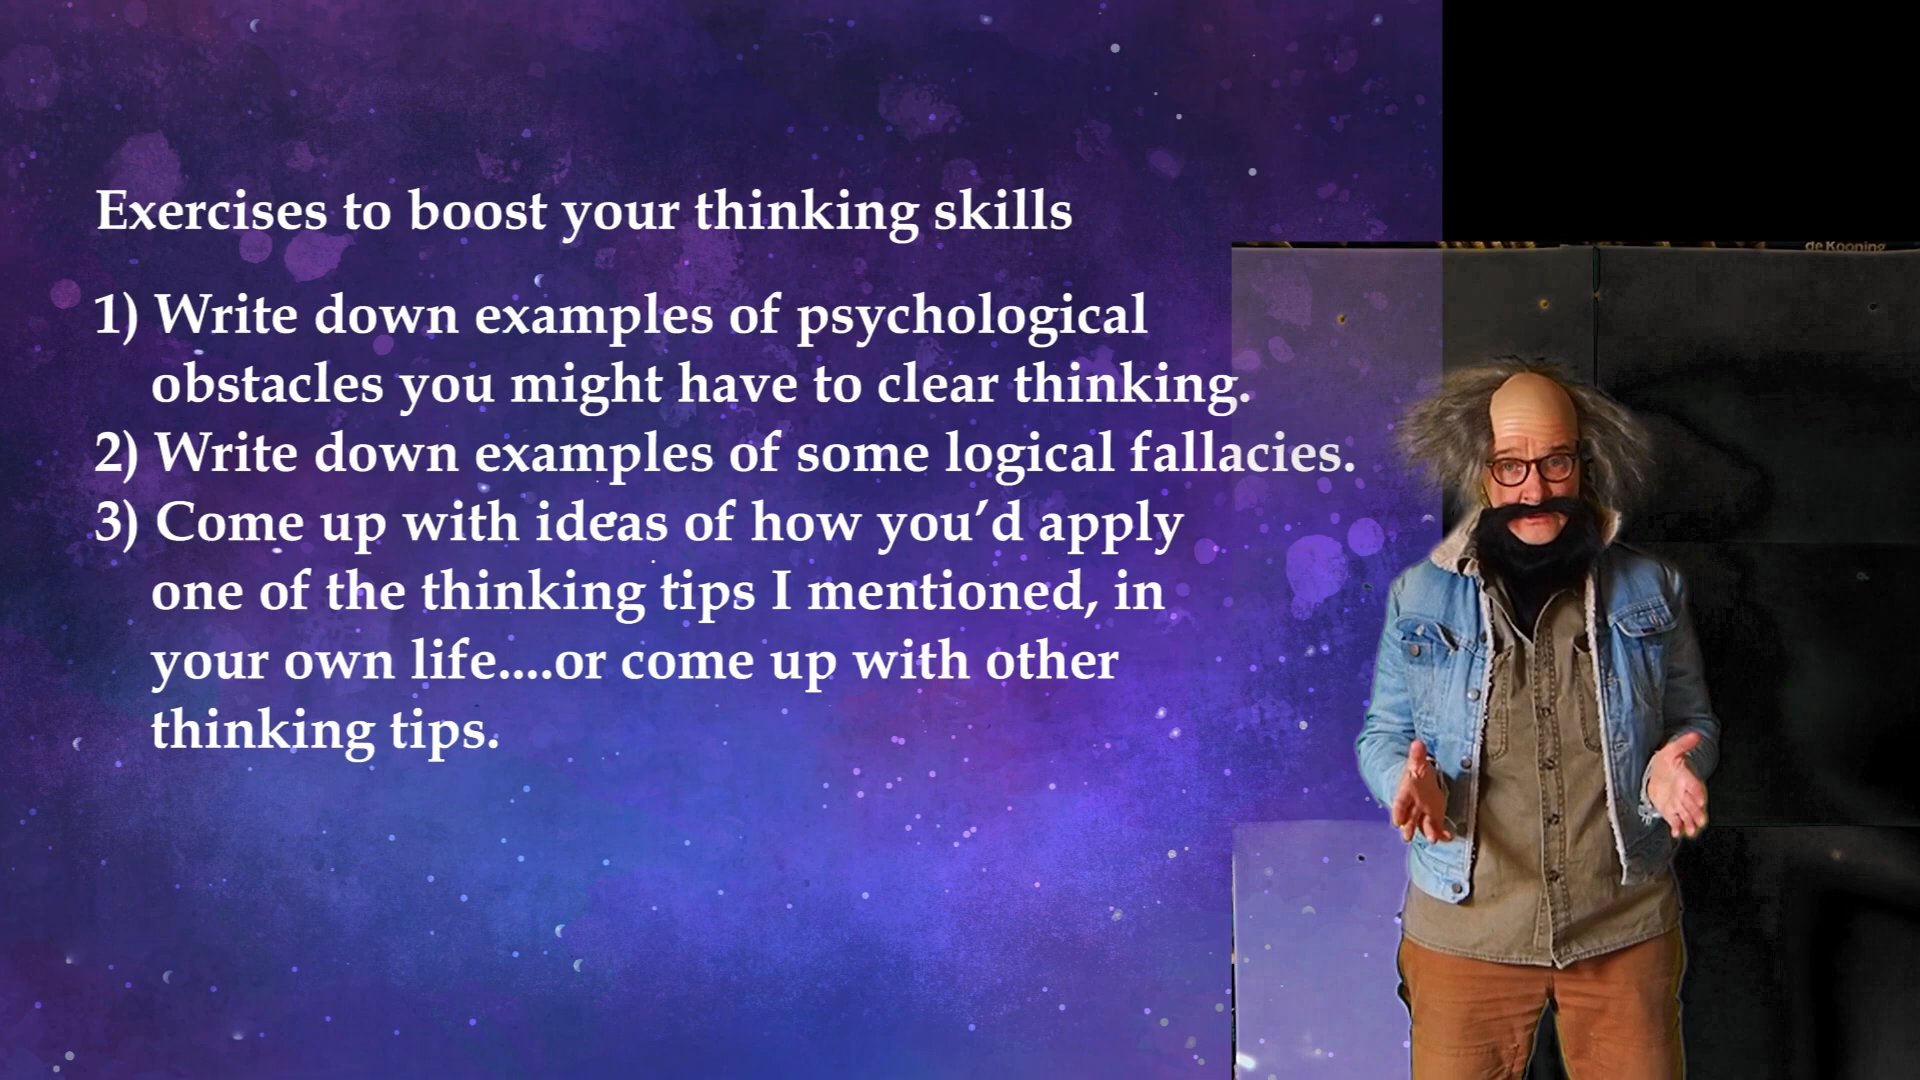 de Kooning
Exercises to boost your thinking skills
1) Write down examples of psychological
obstacles you might have to clear thinking.
2) Write down examples of some logical fallacies.
3) Come up with ideas of how you’d apply
one of the thinking tips I mentioned, in
your own life....or come up with other
thinking tips.